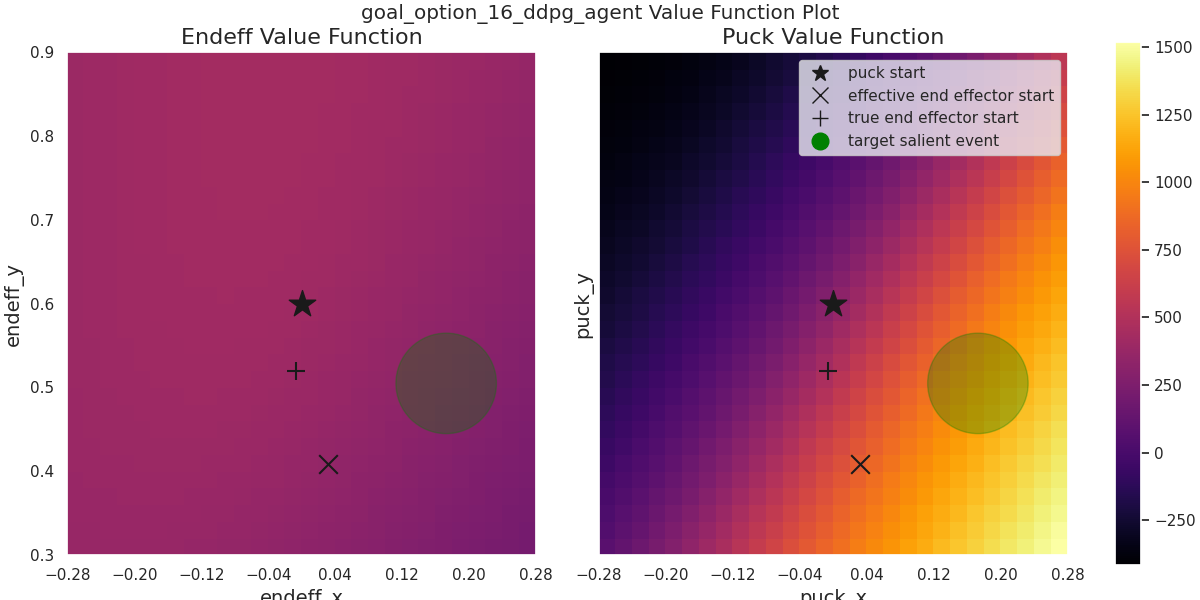 goal_option_16_ddpg_agent Value Function Plot
Endeff Value Function
Puck Value Function
puck start
effective end effector start
true end effector start
target salient event
0.9
0.8
0.7
0.6
0.5
0.4
0.3
endeff_y
−0.28 −0.20 −0.12 −0.04 0.04 0.12 0.20 0.28
endeff_x
puck_y
−0.28 −0.20 −0.12 −0.04 0.04 0.12 0.20 0.28
puck_x
1500
1250
1000
750
500
250
0
−250